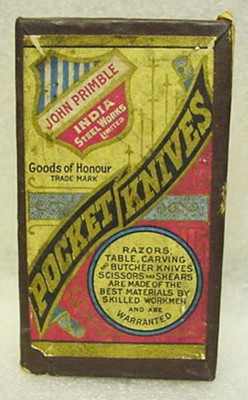 JOHN PRIMBLE
INDIA
STEEL WORKS
LIMITED
Goods of Honour
TRADE MARK
POCKET KNIVES
RAZORS,
TABLE, CARVING
AND BUTCHER KNIVES
SCISSORS AND SHEARS
ARE MADE OF THE
BEST MATERIALS BY
SKILLED WORKMEN
AND ARE
WARRANTED